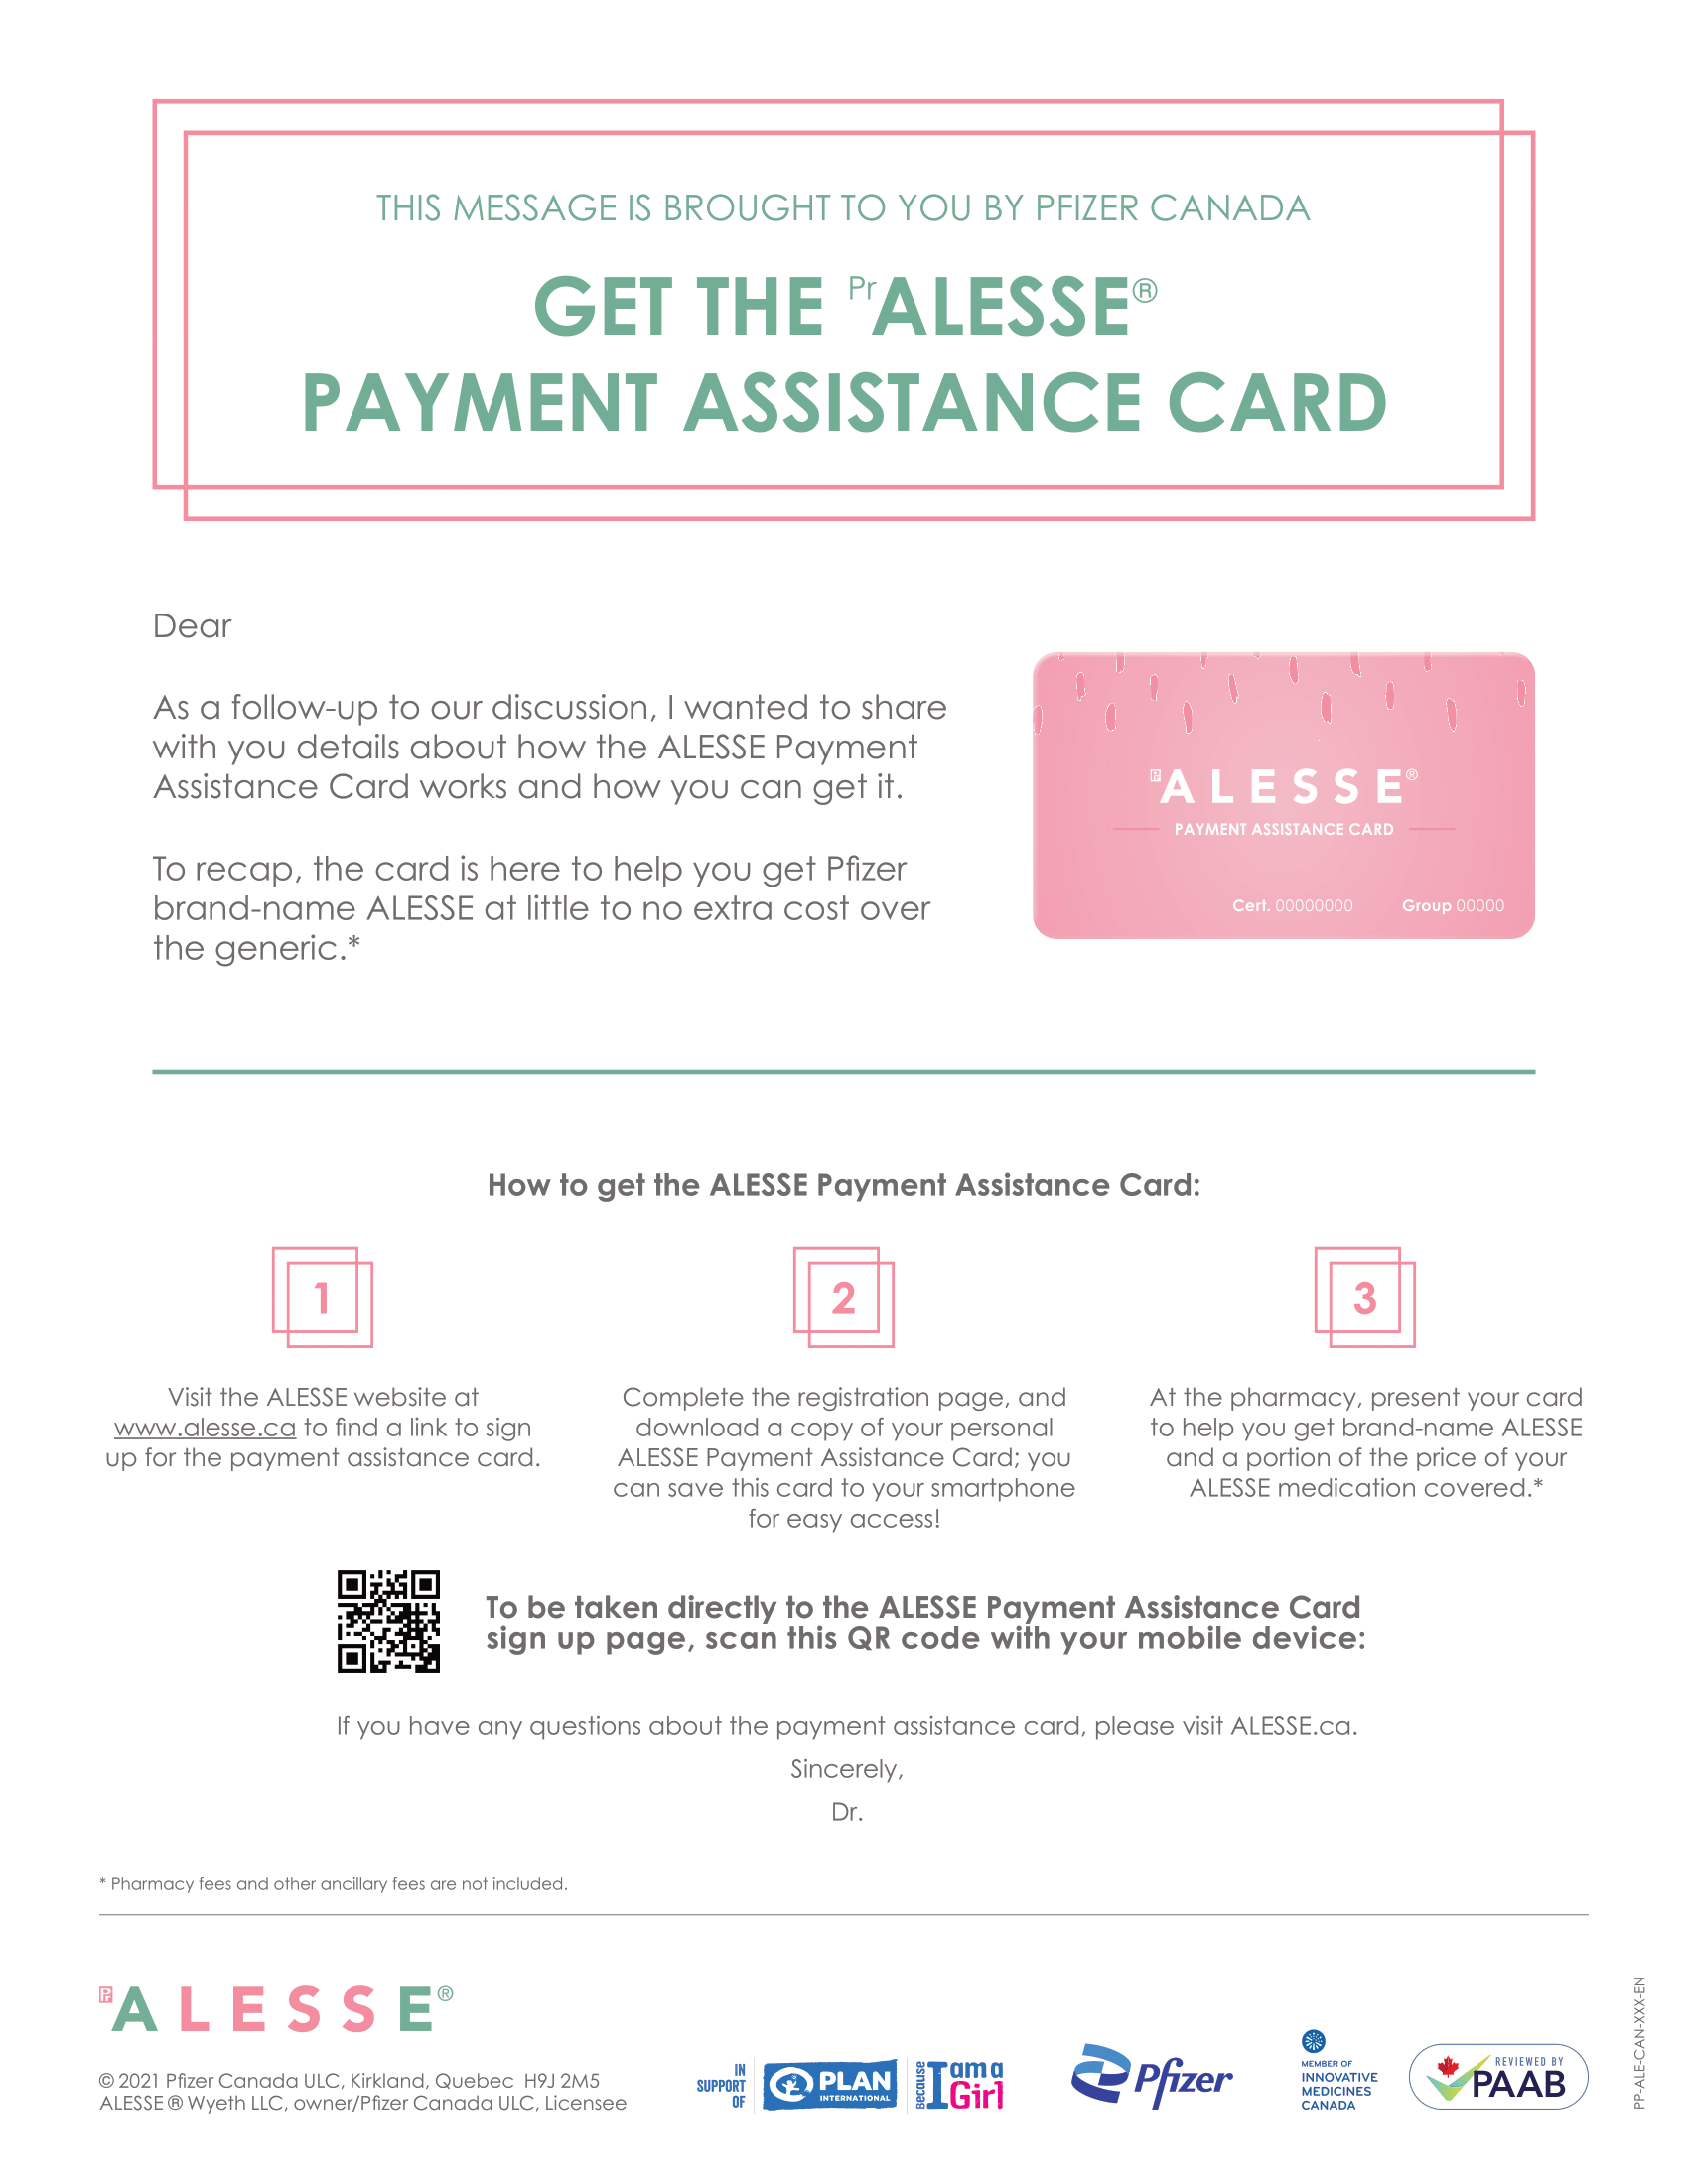 THIS MESSAGE IS BROUGHT TO YOU BY PFIZER CANADA
GET THE PrALESSE®
PAYMENT ASSISTANCE CARD
Dear
As a follow-up to our discussion, I wanted to share
with you details about how the ALESSE Payment
Assistance Card works and how you can get it.
To recap, the card is here to help you get Pfizer
brand-name ALESSE at little to no extra cost over
the generic.*
PrALESSE®
PAYMENT ASSISTANCE CARD
Cert. 00000000 Group 00000
How to get the ALESSE Payment Assistance Card:
1
Visit the ALESSE website at
www.alesse.ca to find a link to sign
up for the payment assistance card.
2
Complete the registration page, and
download a copy of your personal
ALESSE Payment Assistance Card; you
can save this card to your smartphone
for easy access!
3
At the pharmacy, present your card
to help you get brand-name ALESSE
and a portion of the price of your
ALESSE medication covered.*
To be taken directly to the ALESSE Payment Assistance Card
sign up page, scan this QR code with your mobile device:
If you have any questions about the payment assistance card, please visit ALESSE.ca.
Sincerely,
Dr.
* Pharmacy fees and other ancillary fees are not included.
PrALESSE®
© 2021 Pfizer Canada ULC, Kirkland, Quebec H9J 2M5
ALESSE ® Wyeth LLC, owner/Pfizer Canada ULC, Licensee
IN
SUPPORT
OF
PLAN
INTERNATIONAL
Because
I am a
Girl
Pfizer
MEMBER OF
INNOVATIVE
MEDICINES
CANADA
REVIEWED BY
PAAB
PP-ALE-CAN-XXX-EN